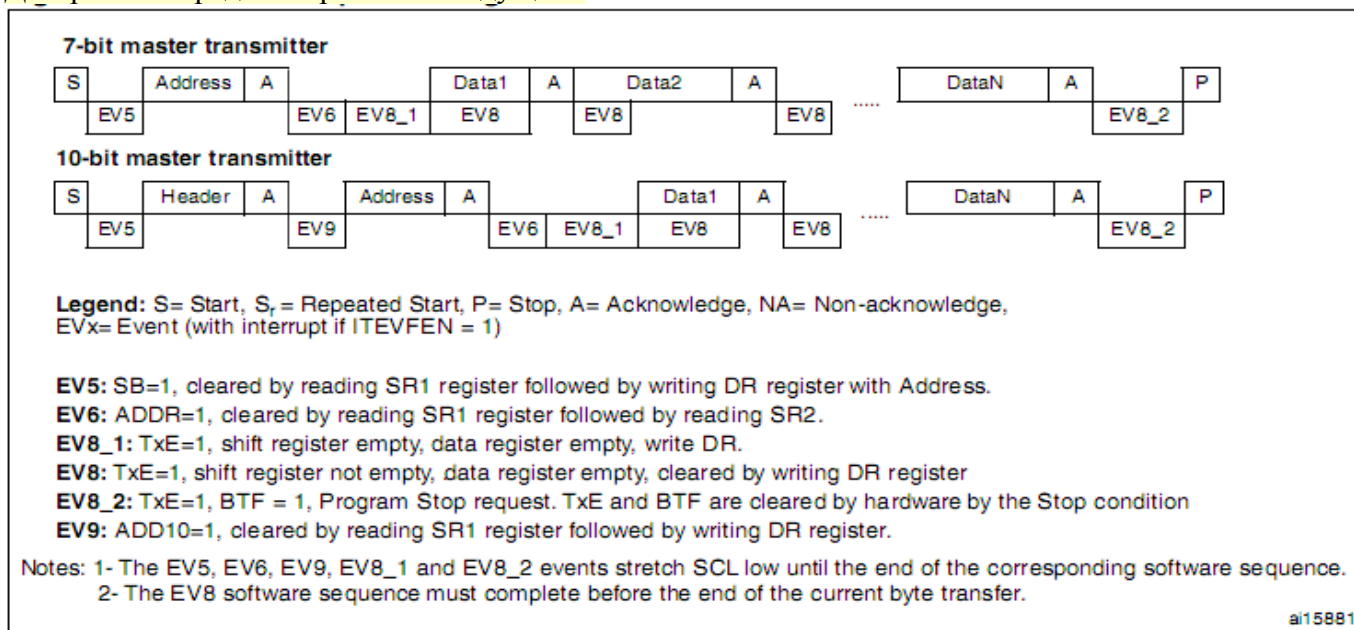 7-bit master transmitter
S Address A Data1 A Data2 A DataN A P
EV5 EV6 EV8_1 EV8 EV8 EV8 ..... EV8_2
10-bit master transmitter
S Header A Address A Data1 A DataN A P
EV5 EV9 EV6 EV8_1 EV8 EV8 ..... EV8_2
Legend: S= Start, Sr = Repeated Start, P= Stop, A= Acknowledge, NA= Non-acknowledge,
EVx= Event (with interrupt if ITEVFEN = 1)
EV5: SB=1, cleared by reading SR1 register followed by writing DR register with Address.
EV6: ADDR=1, cleared by reading SR1 register followed by reading SR2.
EV8_1: TxE=1, shift register empty, data register empty, write DR.
EV8: TxE=1, shift register not empty, data register empty, cleared by writing DR register
EV8_2: TxE=1, BTF = 1, Program Stop request. TxE and BTF are cleared by hardware by the Stop condition
EV9: ADD10=1, cleared by reading SR1 register followed by writing DR register.
Notes: 1- The EV5, EV6, EV9, EV8_1 and EV8_2 events stretch SCL low until the end of the corresponding software sequence.
2- The EV8 software sequence must complete before the end of the current byte transfer.
ai15881